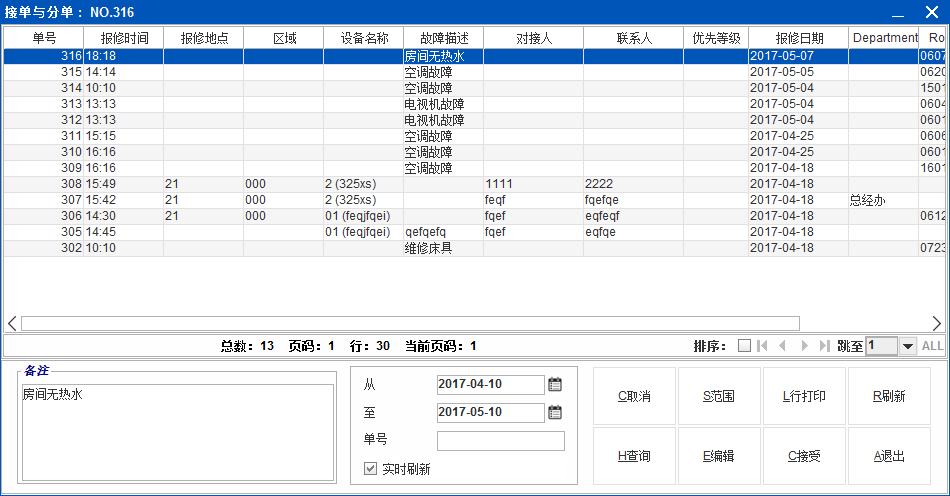 接单与分单： NO.316
单号 报修时间 报修地点 区域 设备名称 故障描述 对接人 联系人 优先等级 报修日期 Department Ro
316 18:18 房间无热水 2017-05-07 0607
315 14:14 空调故障 2017-05-05 0620
314 10:10 空调故障 2017-05-04 1501
313 13:13 电视机故障 2017-05-04 0604
312 13:13 电视机故障 2017-05-04 0601
311 15:15 空调故障 2017-04-25 0606
310 16:16 空调故障 2017-04-25 0601
309 16:16 空调故障 2017-04-18 1601
308 15:49 21 000 2 (325xs) 1111 2222 2017-04-18
307 15:42 21 000 2 (325xs) feqf fqefqe 2017-04-18 总经办
306 14:30 21 000 01 (feqjfqei) fqef eqfeqf 2017-04-18 0612
305 14:45 01 (feqjfqei) qefqefq fqef eqfqe 2017-04-18
302 10:10 维修床具 2017-04-18 0723
总数：13 页码：1 行：30 当前页码：1 排序： 跳至 1 ALL
备注
房间无热水
从 2017-04-10
至 2017-05-10
单号
实时刷新
C取消 S范围 L行打印 R刷新
H查询 E编辑 C接受 A退出